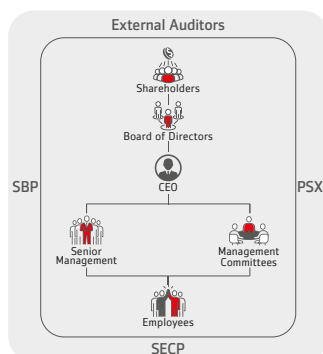 External Auditors
Shareholders
Board of Directors
SBP
CEO
PSX
Senior
Management
Management
Committees
Employees
SECP